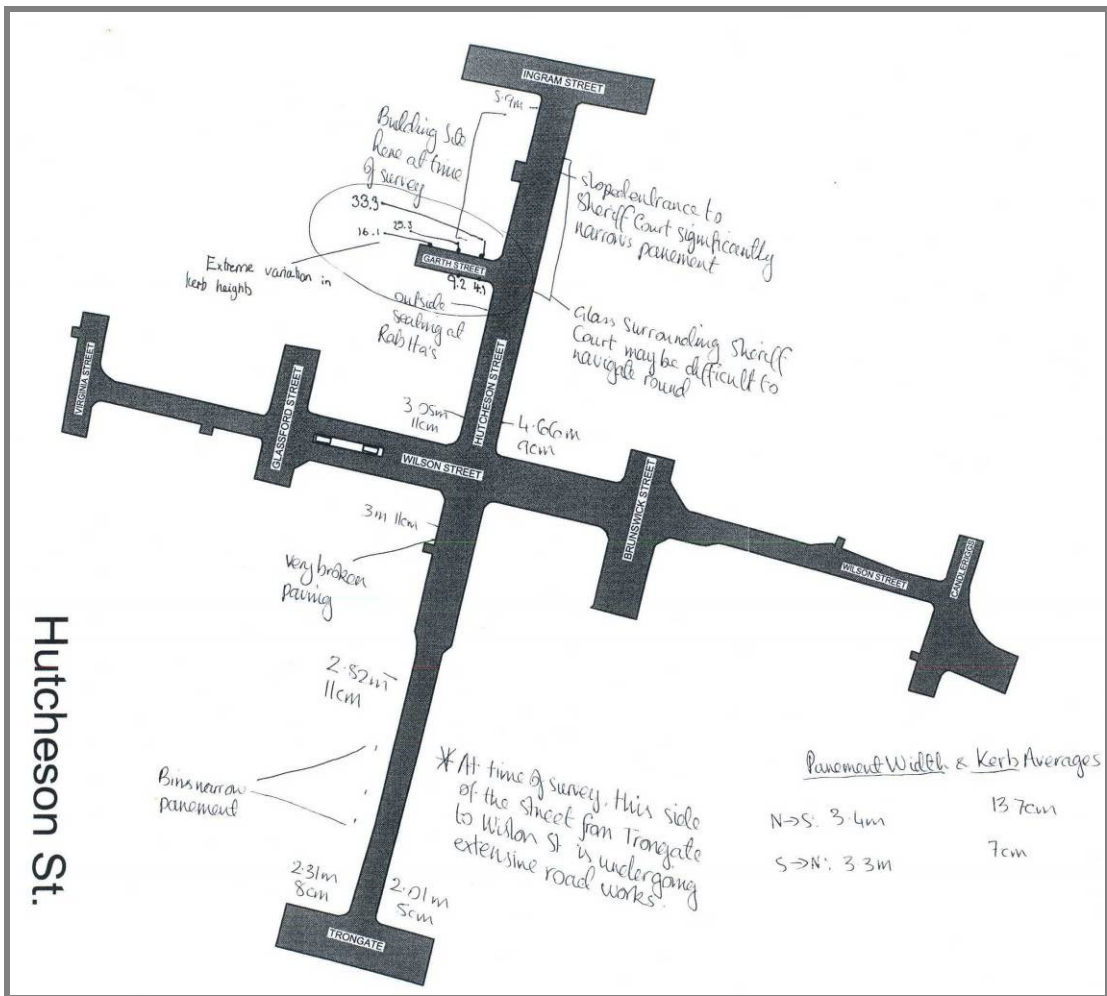 INGRAM STREET
5.9m
Building Site
here at time
of survey
33.9
25.3
16.1
GARTH STREET
9.2 4.1
Extreme variation in
kerb heights
outside
seating at
Rab Ha's
sloped entrance to
Sheriff Court significantly
narrows pavement
Glass surrounding Sheriff
Court may be difficult to
navigate round
VIRGINIA STREET
GLASSFORD STREET
HUTCHESON STREET
3.05m
11cm
4.66m
9cm
WILSON STREET
BRUNSWICK STREET
WILSON STREET
CANDLERIGGS
3m 11cm
very broken
paving
2.82m
11cm
Bins narrow
pavement
* At time of survey, this side
of the street from Trongate
to Wislon St is undergoing
extensive road works.
Pavement Width & Kerb Averages
N→S: 3.4m 13.7cm
S→N: 3.3m 7cm
2.31m
8cm
2.01m
5cm
TRONGATE
Hutcheson St.